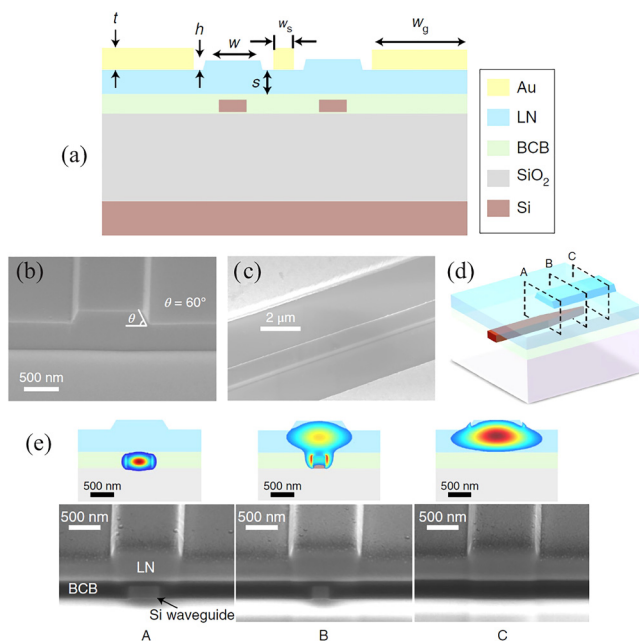 t
h
w
wₛ
w_g
s
(a)
Au
LN
BCB
SiO₂
Si
(b)
θ
θ = 60°
500 nm
(c)
2 μm
(d)
A
B
C
(e)
500 nm
500 nm
500 nm
500 nm
500 nm
500 nm
LN
BCB
Si waveguide
A
B
C